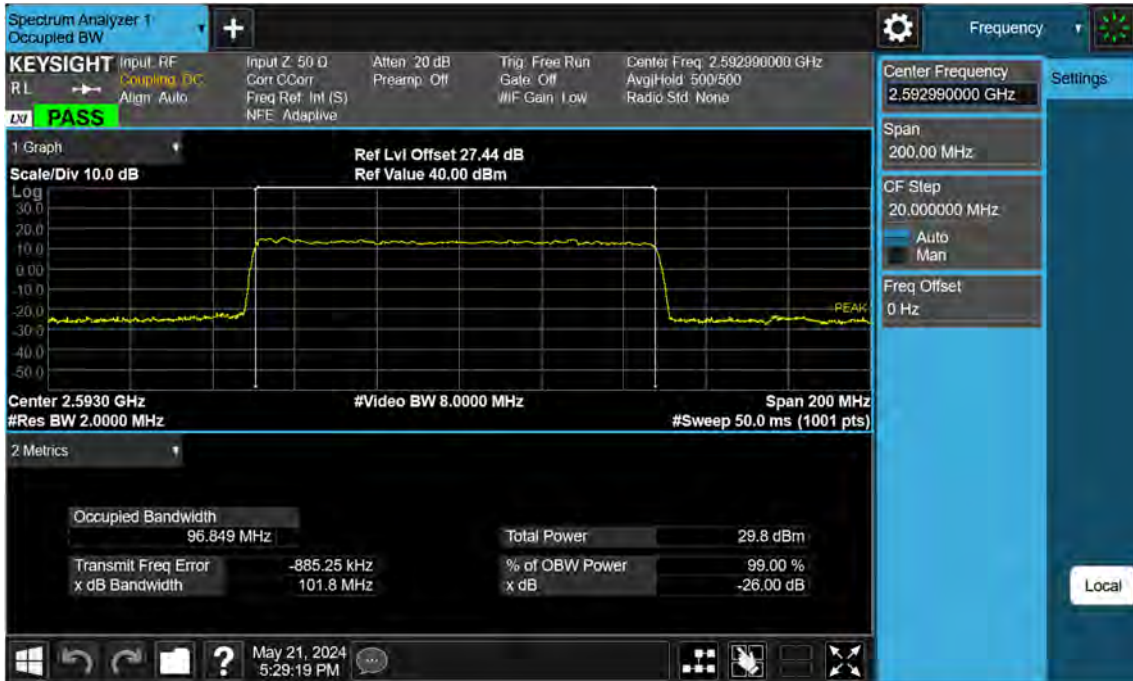 Spectrum Analyzer 1
Occupied BW
+
Frequency
KEYSIGHT
RL
LXI
PASS
Input: RF
Coupling: DC
Align: Auto
Input Z: 50 Ω
Corr CCorr
Freq Ref: Int (S)
NFE: Adaptive
Atten: 20 dB
Preamp: Off
Trig: Free Run
Gate: Off
#IF Gain: Low
Center Freq: 2.592990000 GHz
Avg|Hold: 500/500
Radio Std: None
Center Frequency
2.592990000 GHz
Settings
Span
200.00 MHz
CF Step
20.000000 MHz
Auto
Man
Freq Offset
0 Hz
1 Graph
Scale/Div 10.0 dB
Ref Lvl Offset 27.44 dB
Ref Value 40.00 dBm
Log
30.0
20.0
10.0
0.00
-10.0
-20.0
-30.0
-40.0
-50.0
PEAK
Center 2.5930 GHz
#Video BW 8.0000 MHz
Span 200 MHz
#Res BW 2.0000 MHz
#Sweep 50.0 ms (1001 pts)
2 Metrics
Occupied Bandwidth
96.849 MHz
Total Power 29.8 dBm
Transmit Freq Error -885.25 kHz
% of OBW Power 99.00 %
x dB Bandwidth 101.8 MHz
x dB -26.00 dB
Local
?
May 21, 2024
5:29:19 PM